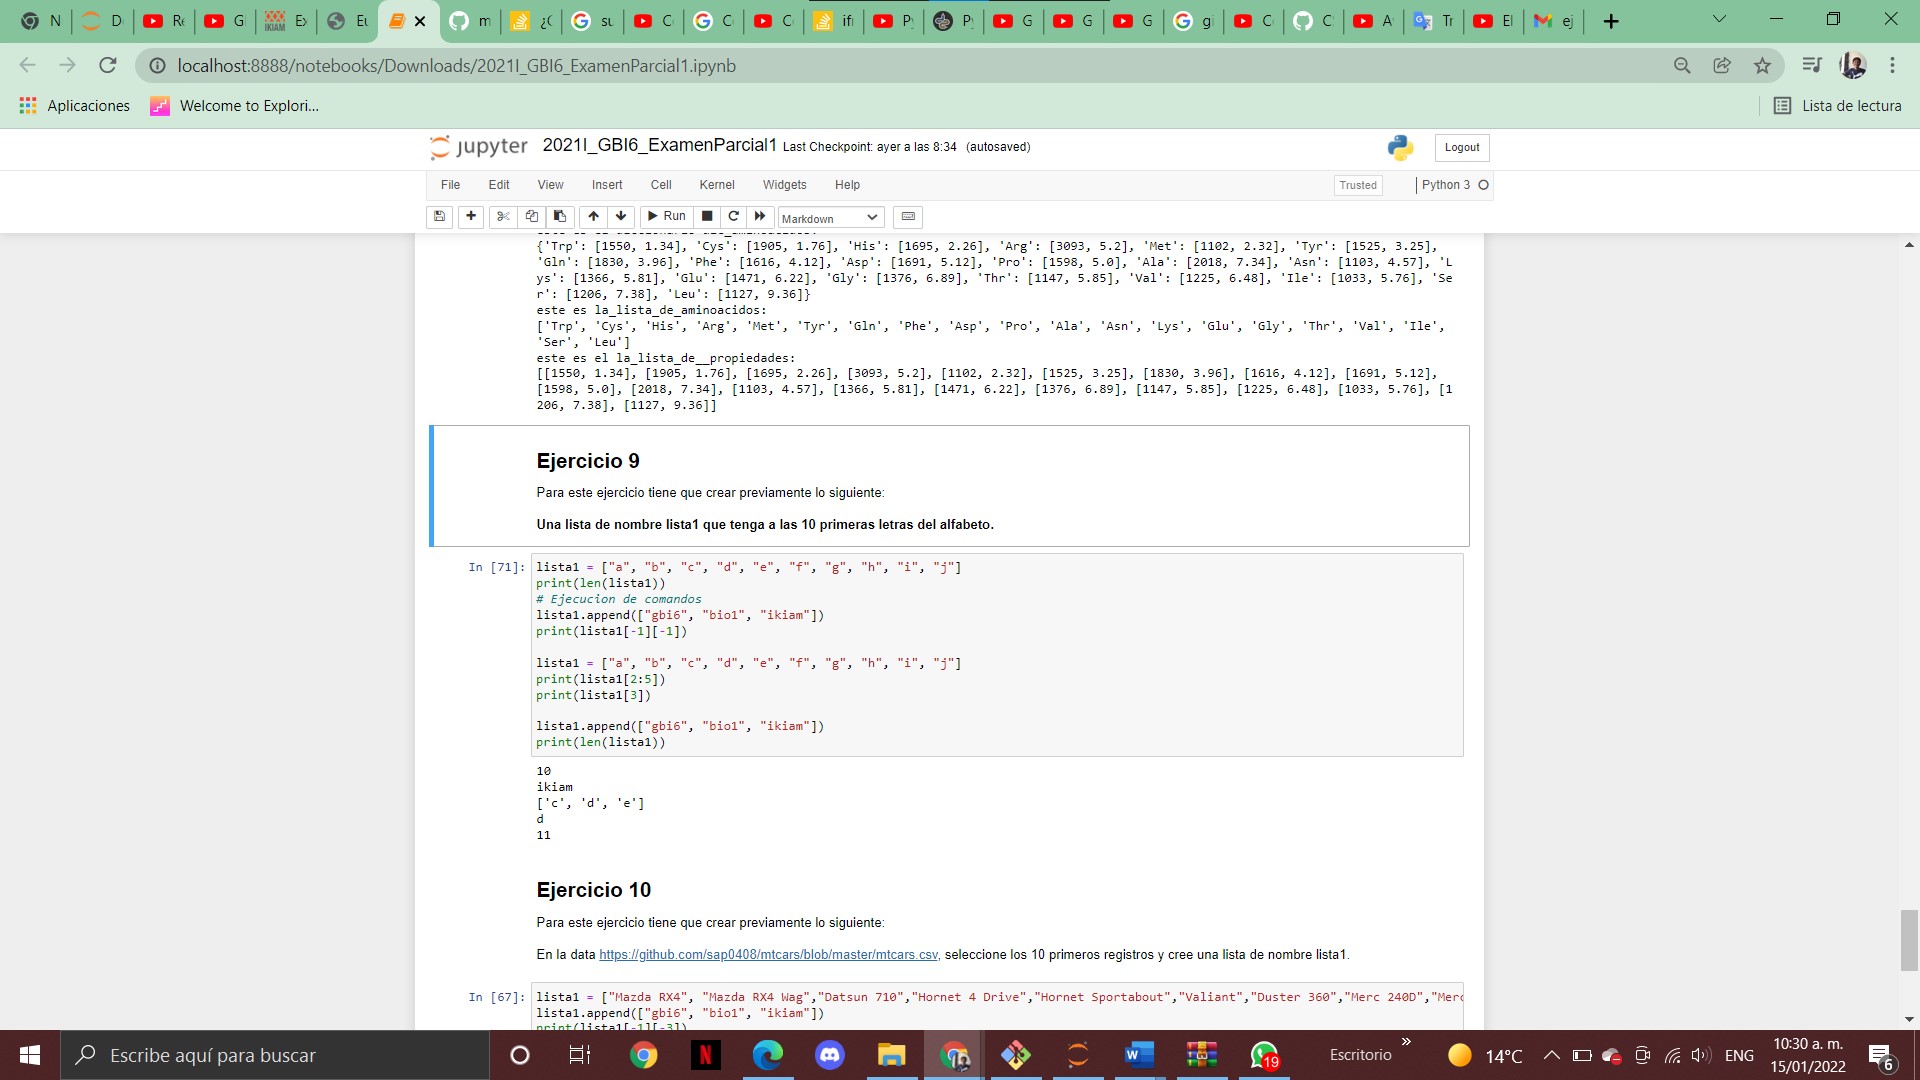 N
D
Re
G
Ex
Eu
m
¿C
su
C
C
C
ifr
P
Py
G
G
G
gi
C
C
A
Tr
El
ej
localhost:8888/notebooks/Downloads/2021I_GBI6_ExamenParcial1.ipynb
Aplicaciones
Welcome to Explori...
Lista de lectura
jupyter 2021I_GBI6_ExamenParcial1 Last Checkpoint: ayer a las 8:34 (autosaved)
Logout
File Edit View Insert Cell Kernel Widgets Help
Trusted
Python 3
Run
Markdown
{'Trp': [1550, 1.34], 'Cys': [1905, 1.76], 'His': [1695, 2.26], 'Arg': [3093, 5.2], 'Met': [1102, 2.32], 'Tyr': [1525, 3.25],
'Gln': [1830, 3.96], 'Phe': [1616, 4.12], 'Asp': [1691, 5.12], 'Pro': [1598, 5.0], 'Ala': [2018, 7.34], 'Asn': [1103, 4.57], 'L
ys': [1366, 5.81], 'Glu': [1471, 6.22], 'Gly': [1376, 6.89], 'Thr': [1147, 5.85], 'Val': [1225, 6.48], 'Ile': [1033, 5.76], 'Se
r': [1206, 7.38], 'Leu': [1127, 9.36]}
este es la_lista_de_aminoacidos:
['Trp', 'Cys', 'His', 'Arg', 'Met', 'Tyr', 'Gln', 'Phe', 'Asp', 'Pro', 'Ala', 'Asn', 'Lys', 'Glu', 'Gly', 'Thr', 'Val', 'Ile',
'Ser', 'Leu']
este es el la_lista_de__propiedades:
[[1550, 1.34], [1905, 1.76], [1695, 2.26], [3093, 5.2], [1102, 2.32], [1525, 3.25], [1830, 3.96], [1616, 4.12], [1691, 5.12],
[1598, 5.0], [2018, 7.34], [1103, 4.57], [1366, 5.81], [1471, 6.22], [1376, 6.89], [1147, 5.85], [1225, 6.48], [1033, 5.76], [1
206, 7.38], [1127, 9.36]]
Ejercicio 9
Para este ejercicio tiene que crear previamente lo siguiente:
Una lista de nombre lista1 que tenga a las 10 primeras letras del alfabeto.
In [71]: lista1 = ["a", "b", "c", "d", "e", "f", "g", "h", "i", "j"]
print(len(lista1))
# Ejecucion de comandos
lista1.append(["gbi6", "bio1", "ikiam"])
print(lista1[-1][-1])
lista1 = ["a", "b", "c", "d", "e", "f", "g", "h", "i", "j"]
print(lista1[2:5])
print(lista1[3])
lista1.append(["gbi6", "bio1", "ikiam"])
print(len(lista1))
10
ikiam
['c', 'd', 'e']
d
11
Ejercicio 10
Para este ejercicio tiene que crear previamente lo siguiente:
En la data https://github.com/sap0408/mtcars/blob/master/mtcars.csv, seleccione los 10 primeros registros y cree una lista de nombre lista1.
In [67]: lista1 = ["Mazda RX4", "Mazda RX4 Wag","Datsun 710","Hornet 4 Drive","Hornet Sportabout","Valiant","Duster 360","Merc 240D","Merc
lista1.append(["gbi6", "bio1", "ikiam"])
print(lista1[-1][-3])
Escribe aquí para buscar
19
Escritorio
14°C
ENG
10:30 a. m.
15/01/2022
6